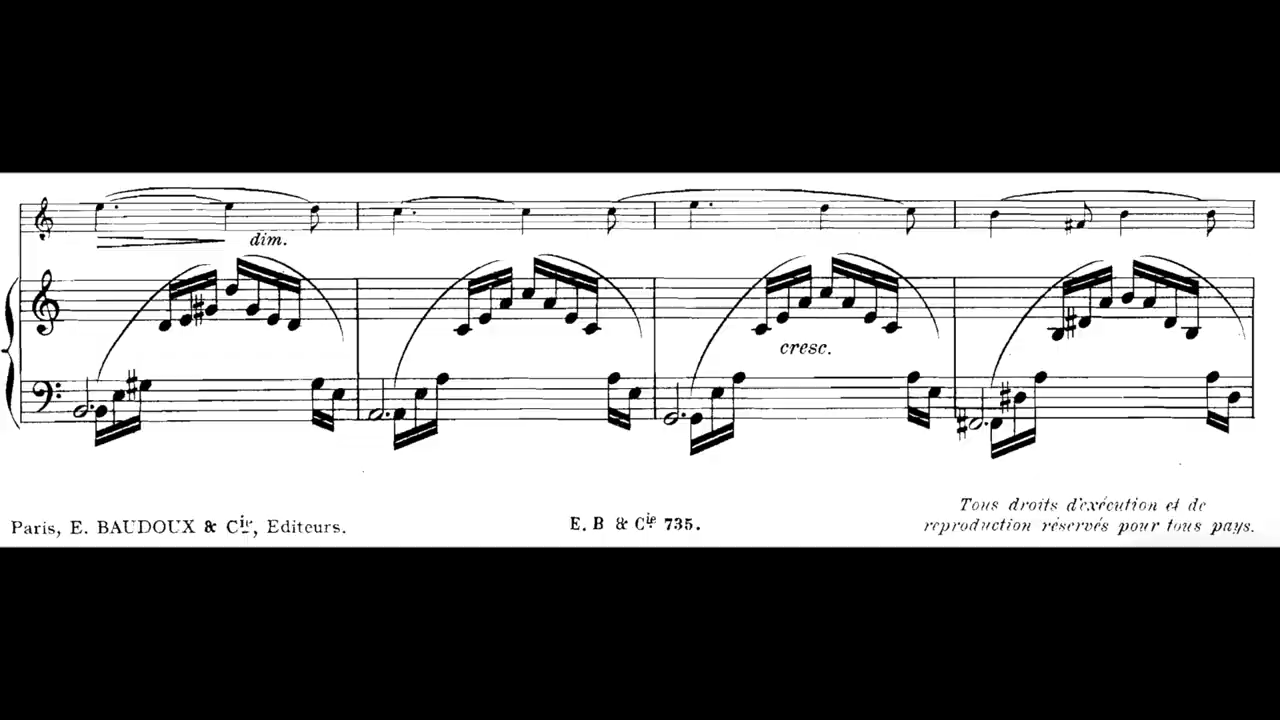 dim.
cresc.
Paris, E. BAUDOUX & Cie, Editeurs.
E. B & Cie 735.
Tous droits d'exécution et de
reproduction réservés pour tous pays.